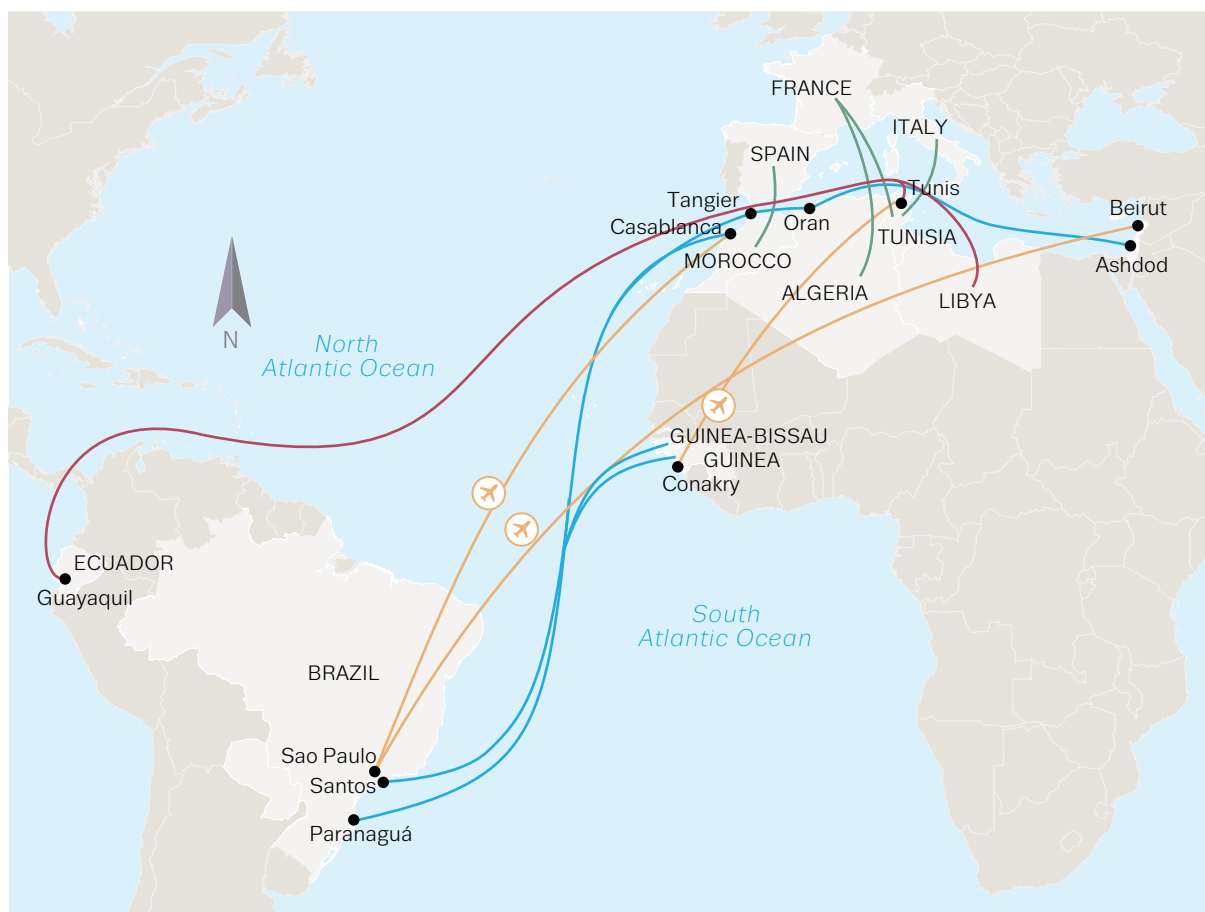 FRANCE
ITALY
SPAIN
Tunis
Tangier
Beirut
Casablanca
Oran
TUNISIA
MOROCCO
Ashdod
ALGERIA
LIBYA
N
North
Atlantic Ocean
GUINEA-BISSAU
GUINEA
Conakry
ECUADOR
Guayaquil
South
Atlantic Ocean
BRAZIL
Sao Paulo
Santos
Paranaguá